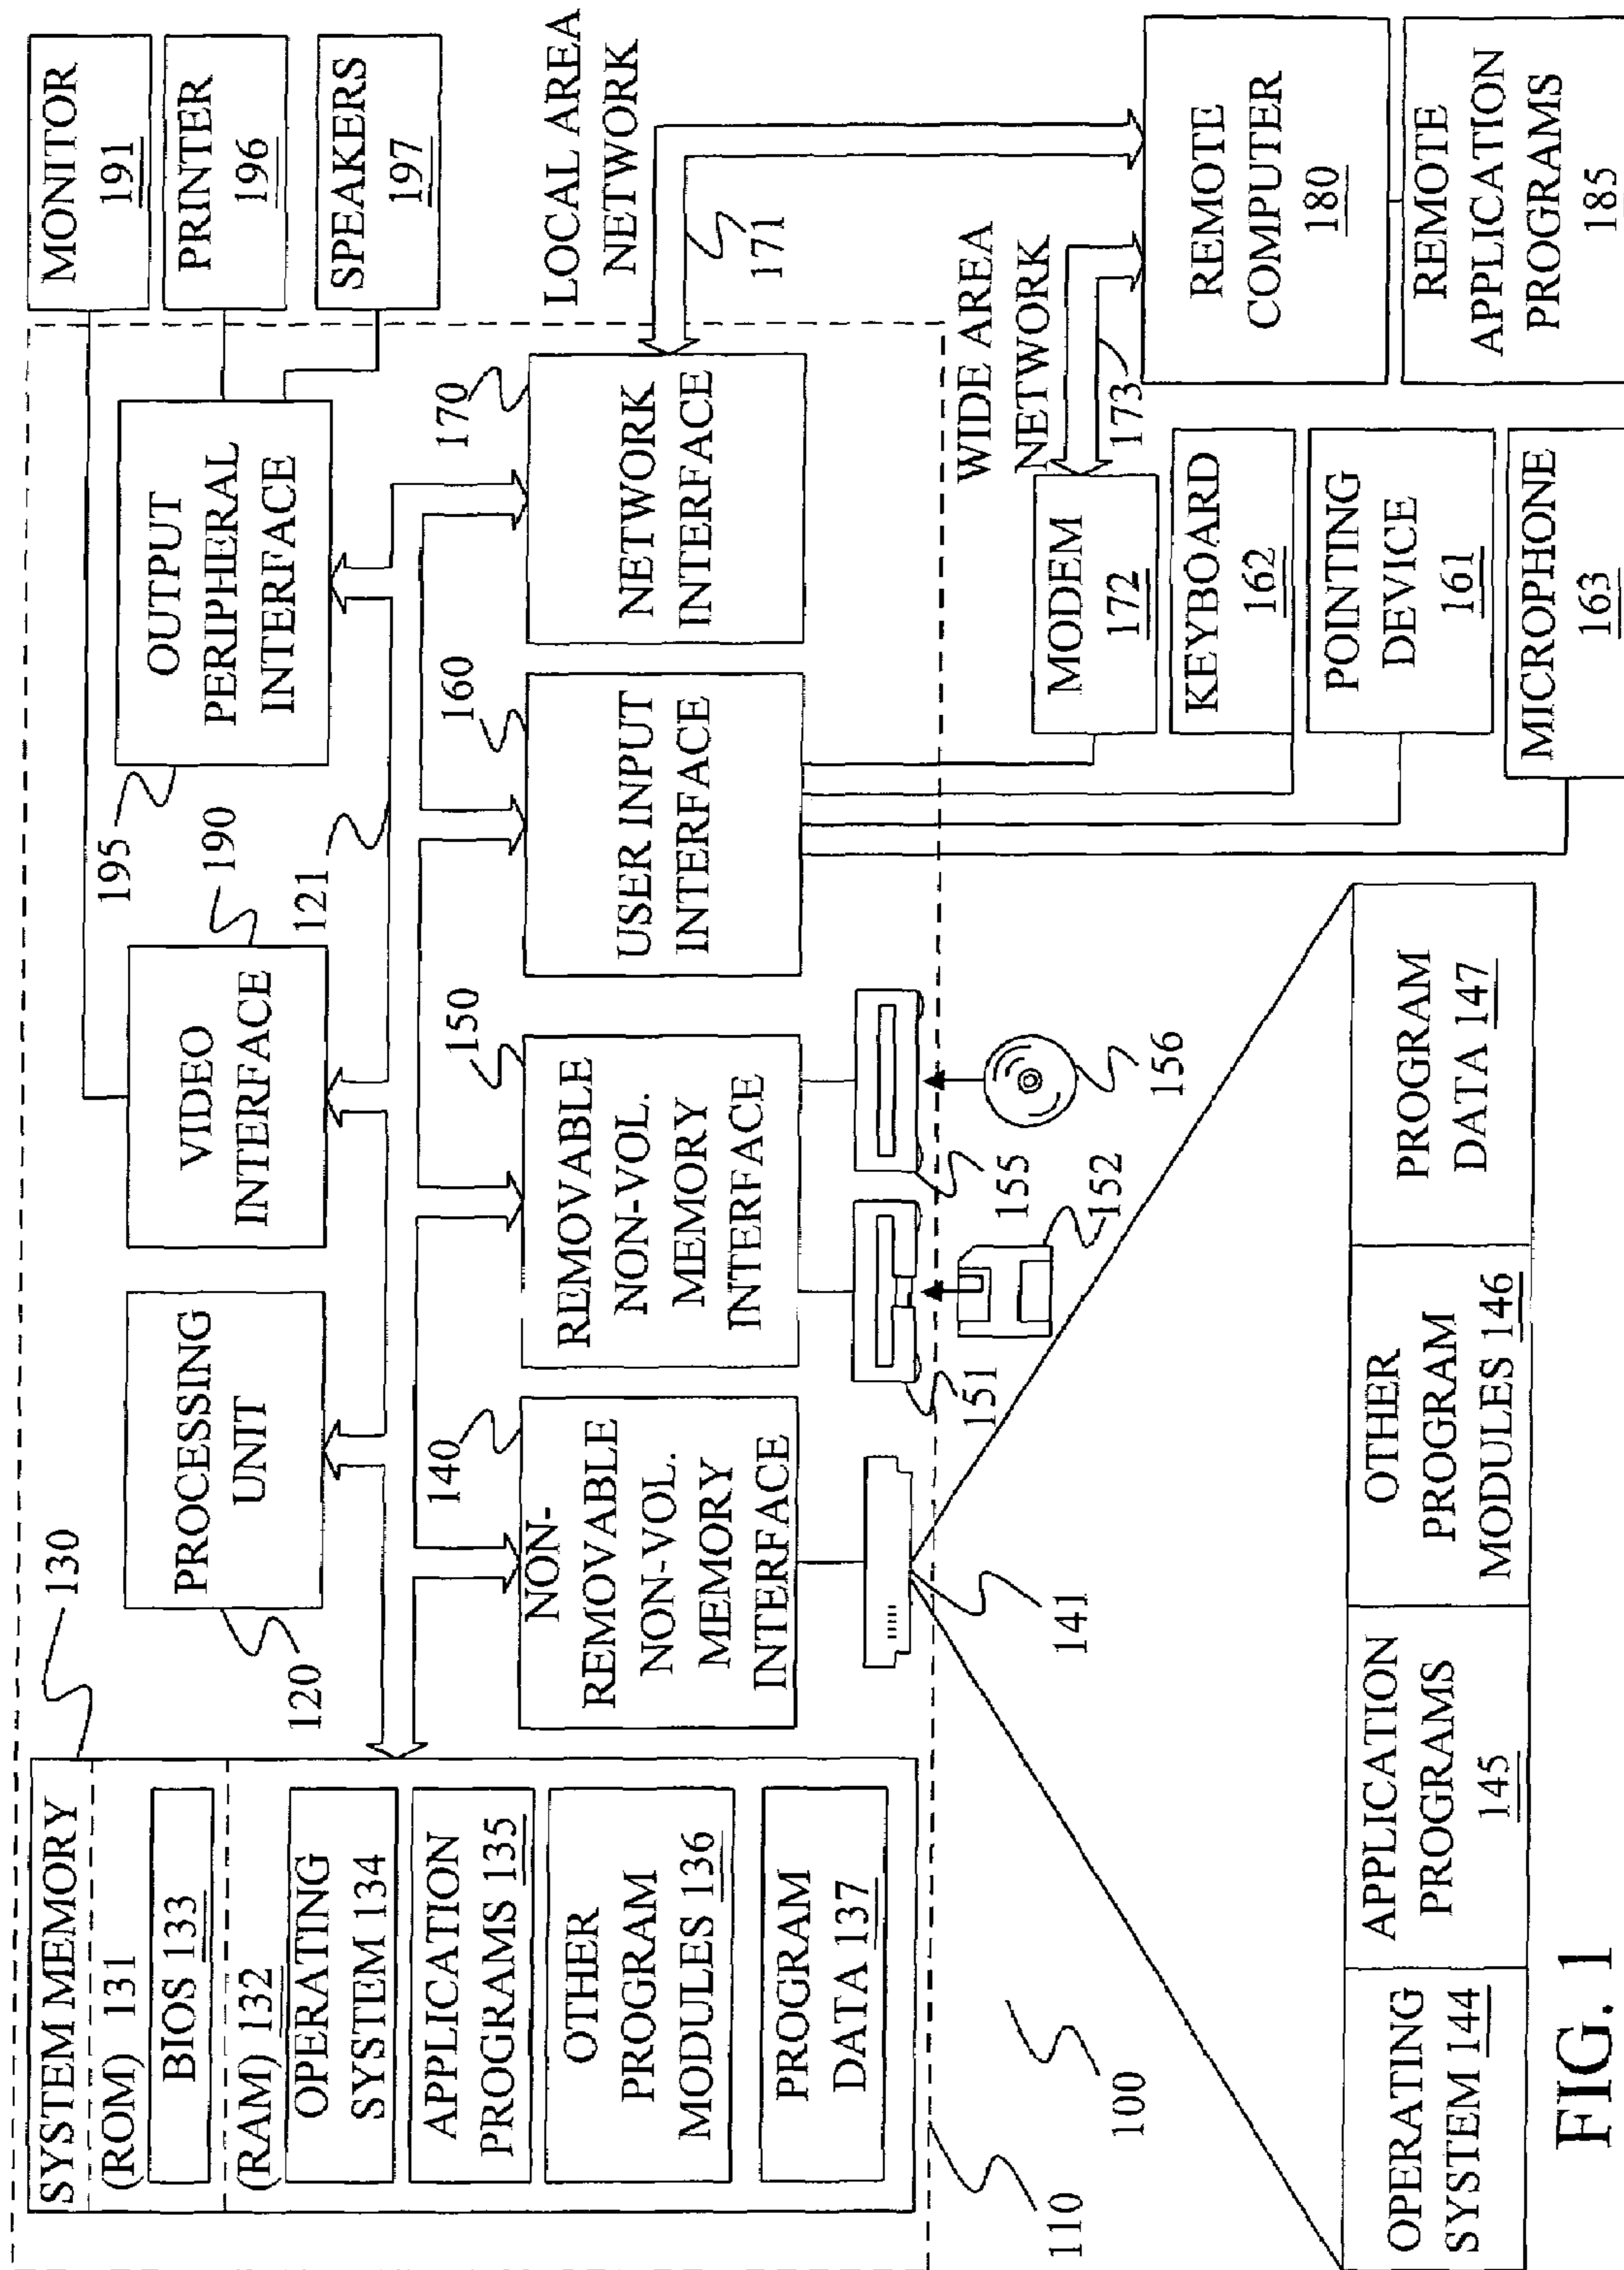 SYSTEM MEMORY
(ROM) 131
BIOS 133
(RAM) 132
OPERATING
SYSTEM 134
APPLICATION
PROGRAMS 135
OTHER
PROGRAM
MODULES 136
PROGRAM
DATA 137
130
PROCESSING
UNIT
120
VIDEO
INTERFACE
190
121
OUTPUT
PERIPHERAL
INTERFACE
195
MONITOR
191
PRINTER
196
SPEAKERS
197
NON-
REMOVABLE
NON-VOL.
MEMORY
INTERFACE
140
REMOVABLE
NON-VOL.
MEMORY
INTERFACE
150
USER INPUT
INTERFACE
160
NETWORK
INTERFACE
170
LOCAL AREA
NETWORK
171
141
151
152
155
156
WIDE AREA
NETWORK
173
MODEM
172
KEYBOARD
162
POINTING
DEVICE
161
MICROPHONE
163
REMOTE
COMPUTER
180
REMOTE
APPLICATION
PROGRAMS
185
110
100
OPERATING
SYSTEM 144
APPLICATION
PROGRAMS
145
OTHER
PROGRAM
MODULES 146
PROGRAM
DATA 147
FIG. 1